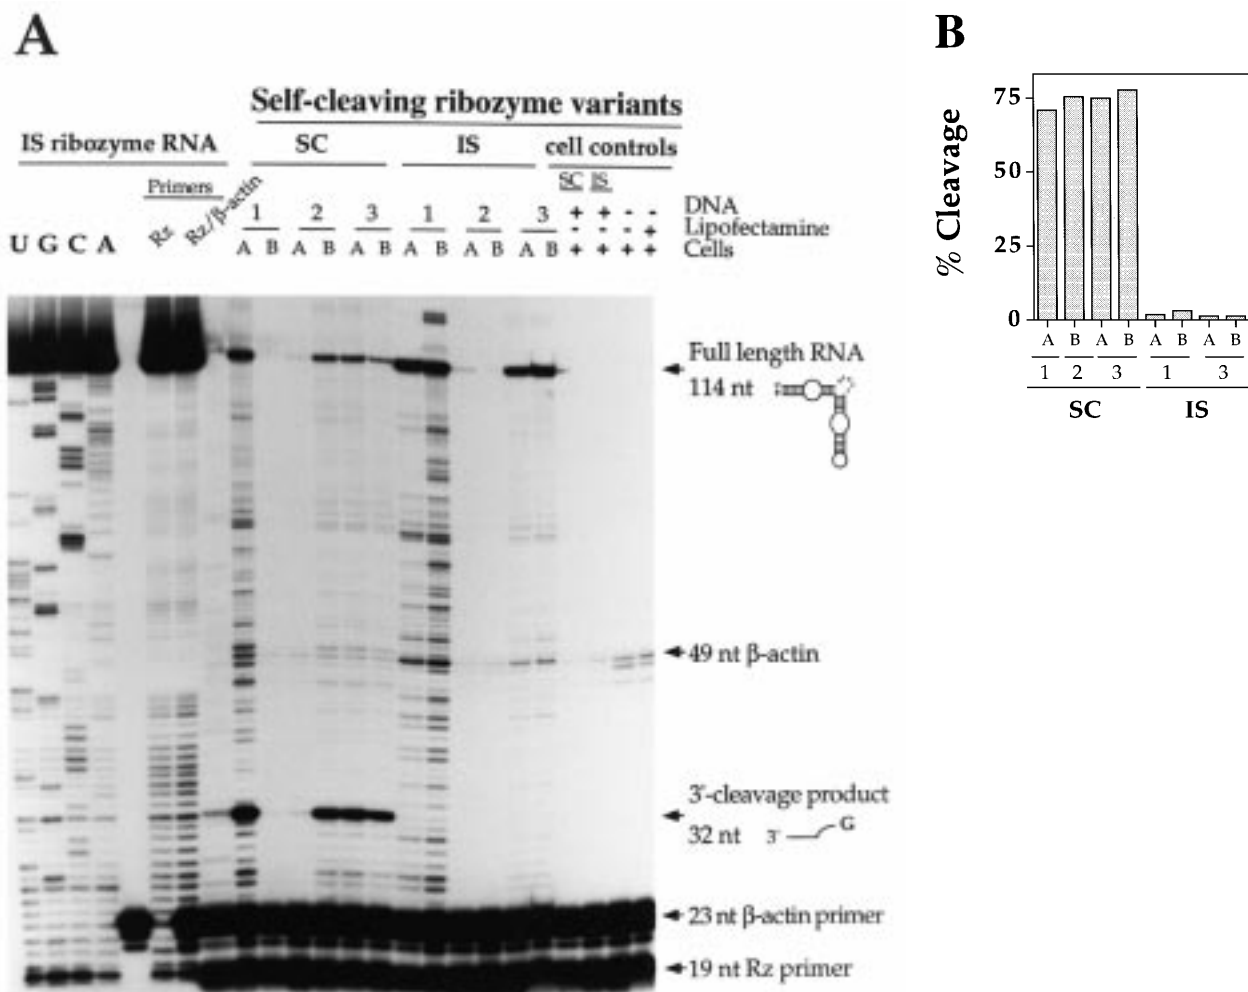 A
Self-cleaving ribozyme variants
IS ribozyme RNA SC IS cell controls
Primers SC IS
Rz Rz/β-actin 1 2 3 1 2 3 + + - - DNA
- - - + Lipofectamine
U G C A A B A B A B A B A B A B + + + + Cells
Full length RNA
114 nt
49 nt β-actin
3'-cleavage product
32 nt 3' G
23 nt β-actin primer
19 nt Rz primer
B
% Cleavage
75
50
25
0
A B A B A B A B
1 2 3 1 3
SC IS